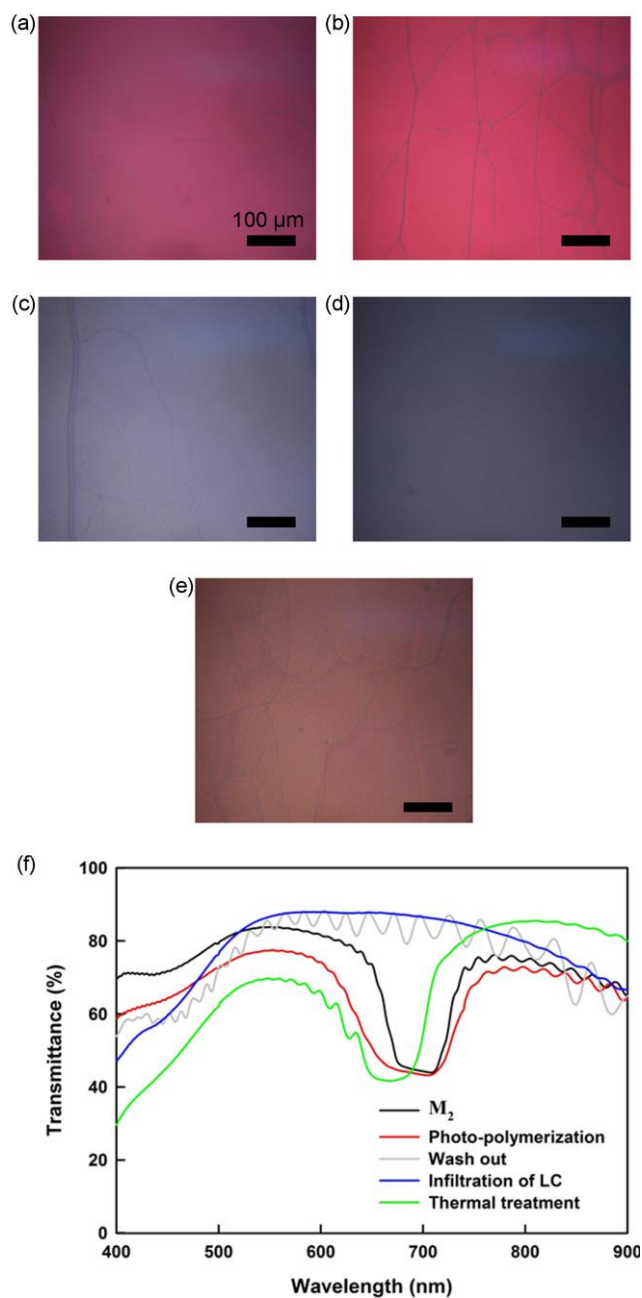 (a)
(b)
100 µm
(c)
(d)
(e)
(f)
100
80
60
40
20
0
Transmittance (%)
M2
Photo-polymerization
Wash out
Infiltration of LC
Thermal treatment
400 500 600 700 800 900
Wavelength (nm)